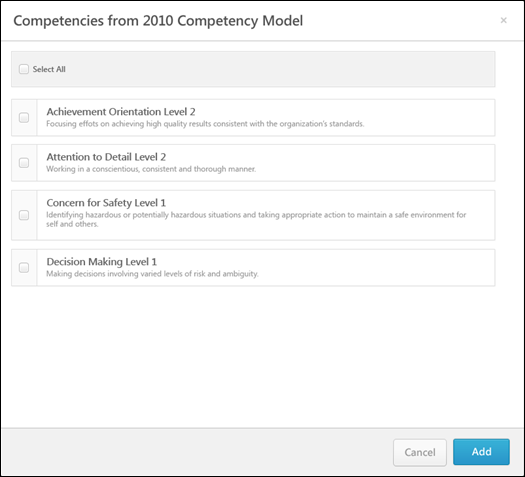 Competencies from 2010 Competency Model
×
Select All
Achievement Orientation Level 2
Focusing effots on achieving high quality results consistent with the organization's standards.
Attention to Detail Level 2
Working in a conscientious, consistent and thorough manner.
Concern for Safety Level 1
Identifying hazardous or potentially hazardous situations and taking appropriate action to maintain a safe environment for
self and others.
Decision Making Level 1
Making decisions involving varied levels of risk and ambiguity.
Cancel
Add